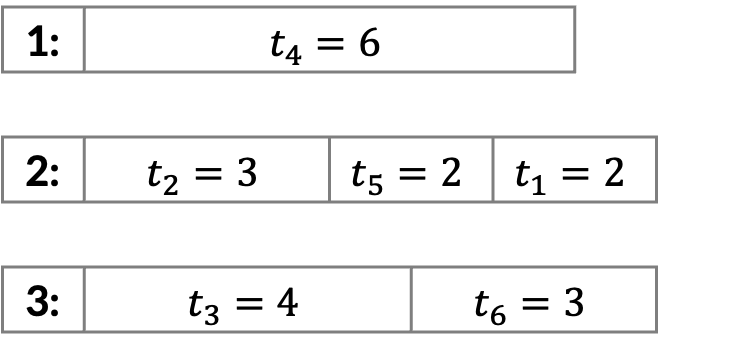 1: t₄ = 6
2: t₂ = 3 t₅ = 2 t₁ = 2
3: t₃ = 4 t₆ = 3